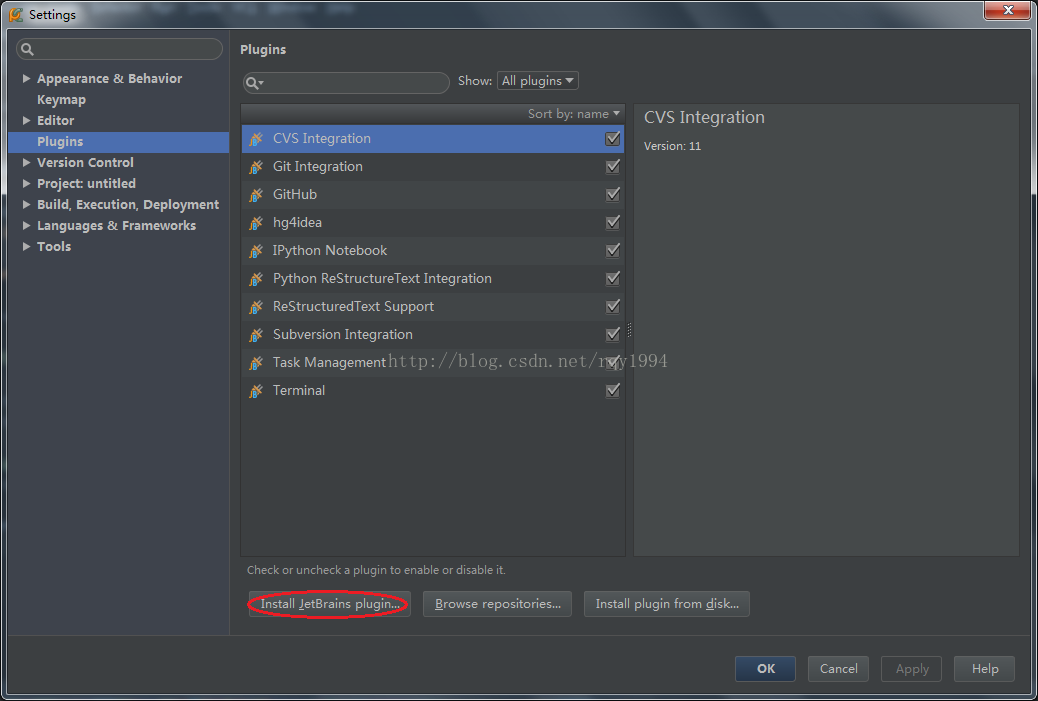 Settings
Plugins
Appearance & Behavior
Keymap
Editor
Plugins
Version Control
Project: untitled
Build, Execution, Deployment
Languages & Frameworks
Tools
Show: All plugins
Sort by: name
CVS Integration
Git Integration
GitHub
hg4idea
IPython Notebook
Python ReStructureText Integration
ReStructuredText Support
Subversion Integration
Task Management
Terminal
http://blog.csdn.net/rqy1994
CVS Integration
Version: 11
Check or uncheck a plugin to enable or disable it.
Install JetBrains plugin... Browse repositories... Install plugin from disk...
OK Cancel Apply Help